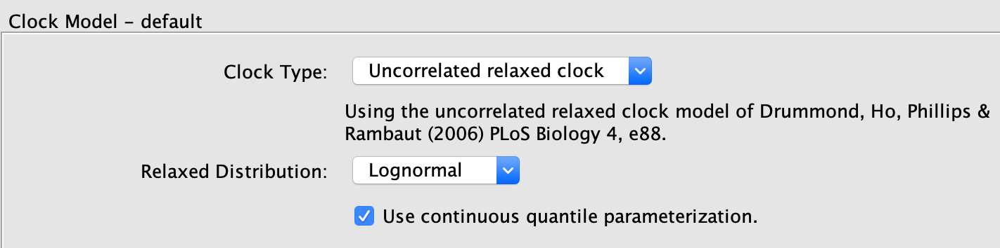 Clock Model – default
Clock Type: Uncorrelated relaxed clock
Using the uncorrelated relaxed clock model of Drummond, Ho, Phillips &
Rambaut (2006) PLoS Biology 4, e88.
Relaxed Distribution: Lognormal
Use continuous quantile parameterization.